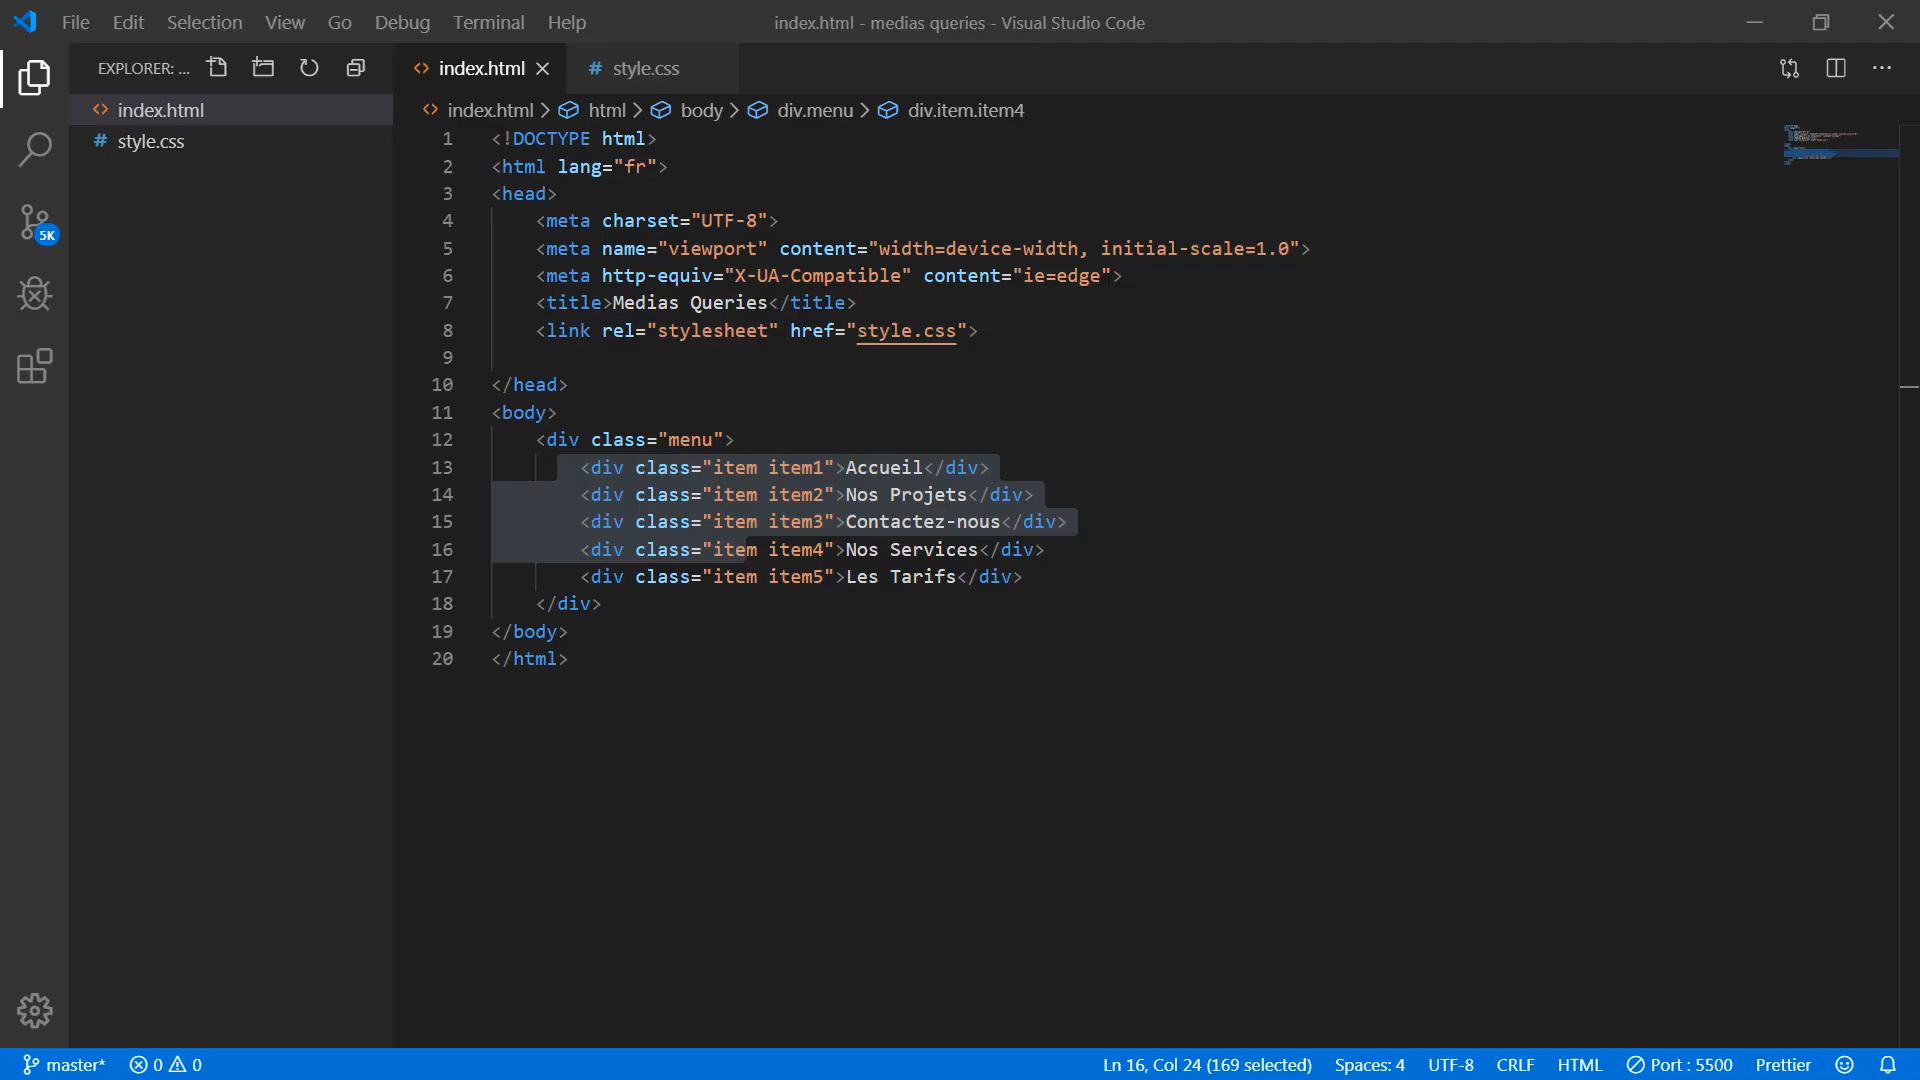 File Edit Selection View Go Debug Terminal Help index.html - medias queries - Visual Studio Code
EXPLORER: ...
index.html
style.css
5K
index.html style.css
index.html > html > body > div.menu > div.item.item4
1 <!DOCTYPE html>
2 <html lang="fr">
3 <head>
4 <meta charset="UTF-8">
5 <meta name="viewport" content="width=device-width, initial-scale=1.0">
6 <meta http-equiv="X-UA-Compatible" content="ie=edge">
7 <title>Medias Queries</title>
8 <link rel="stylesheet" href="style.css">
9
10 </head>
11 <body>
12 <div class="menu">
13 <div class="item item1">Accueil</div>
14 <div class="item item2">Nos Projets</div>
15 <div class="item item3">Contactez-nous</div>
16 <div class="item item4">Nos Services</div>
17 <div class="item item5">Les Tarifs</div>
18 </div>
19 </body>
20 </html>
master* 0 0 Ln 16, Col 24 (169 selected) Spaces: 4 UTF-8 CRLF HTML Port : 5500 Prettier